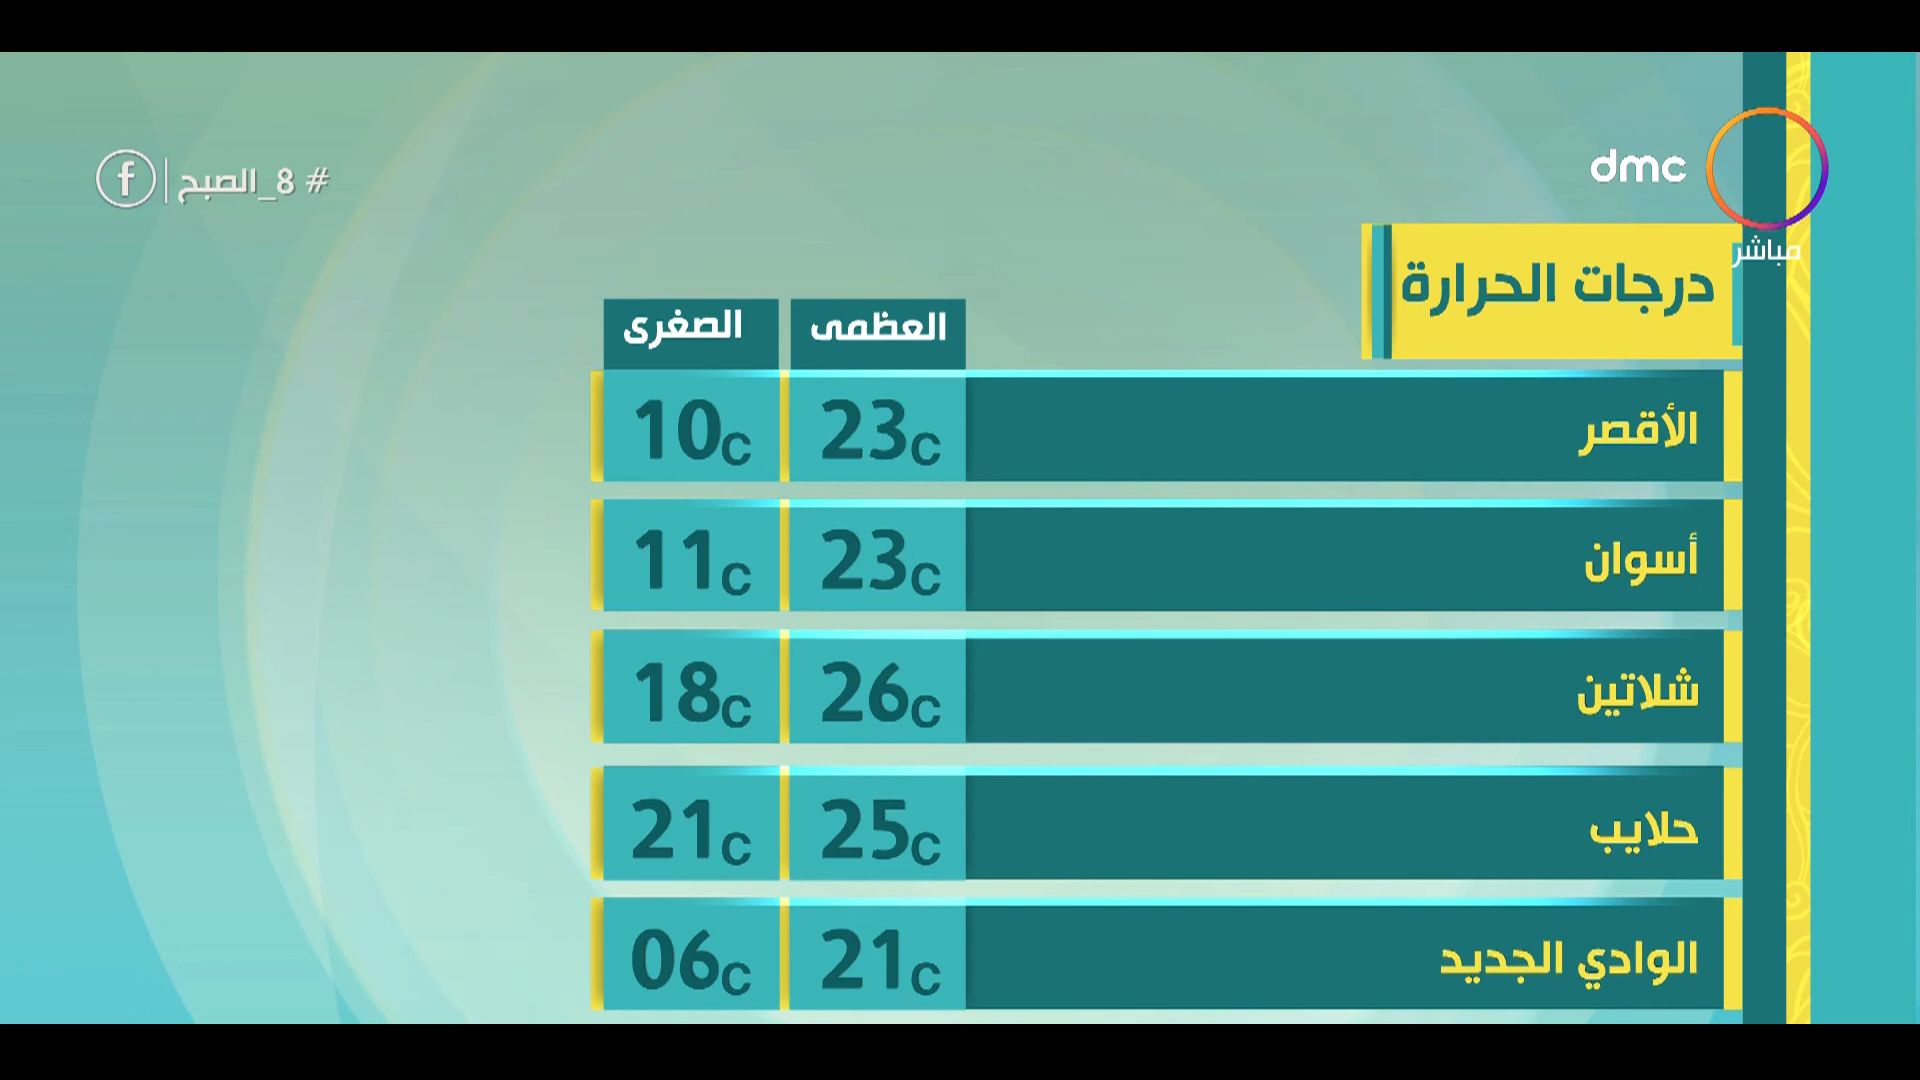 dmc
مباشر
# 8_الصبح
درجات الحرارة
العظمى الصغرى
الأقصر 23c 10c
أسوان 23c 11c
شلاتين 26c 18c
حلايب 25c 21c
الوادي الجديد 21c 06c